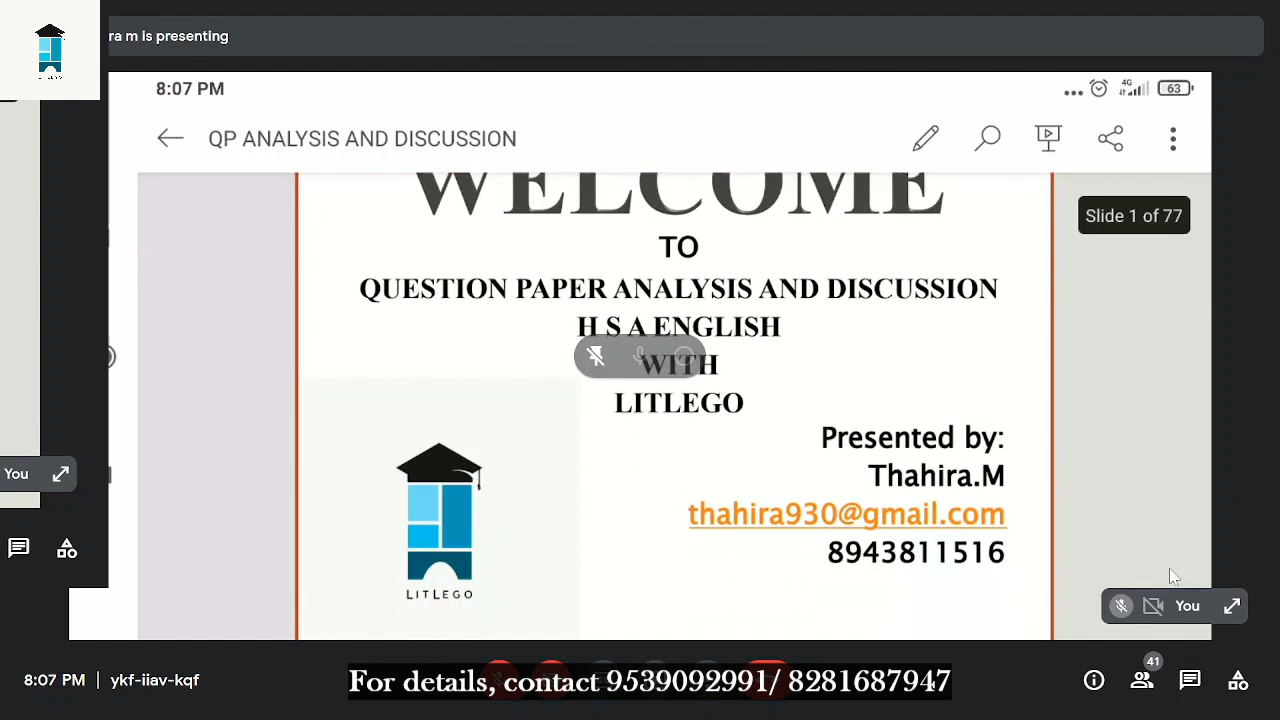 ra m is presenting
8:07 PM
4G
63
QP ANALYSIS AND DISCUSSION
WELCOME
Slide 1 of 77
TO
QUESTION PAPER ANALYSIS AND DISCUSSION
H S A ENGLISH
WITH
LITLEGO
Presented by:
Thahira.M
thahira930@gmail.com
8943811516
LITLEGO
You
You
41
8:07 PM | ykf-iiav-kqf
For details, contact 9539092991/ 8281687947